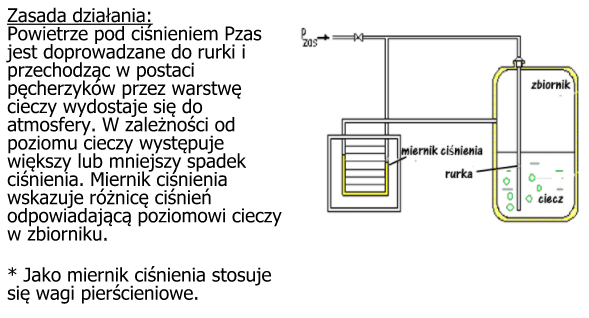 Zasada działania:
Powietrze pod ciśnieniem Pzas
jest doprowadzane do rurki i
przechodząc w postaci
pęcherzyków przez warstwę
cieczy wydostaje się do
atmosfery. W zależności od
poziomu cieczy występuje
większy lub mniejszy spadek
ciśnienia. Miernik ciśnienia
wskazuje różnicę ciśnień
odpowiadającą poziomowi cieczy
w zbiorniku.
* Jako miernik ciśnienia stosuje
się wagi pierścieniowe.
P
zas
zbiornik
miernik ciśnienia
rurka
ciecz